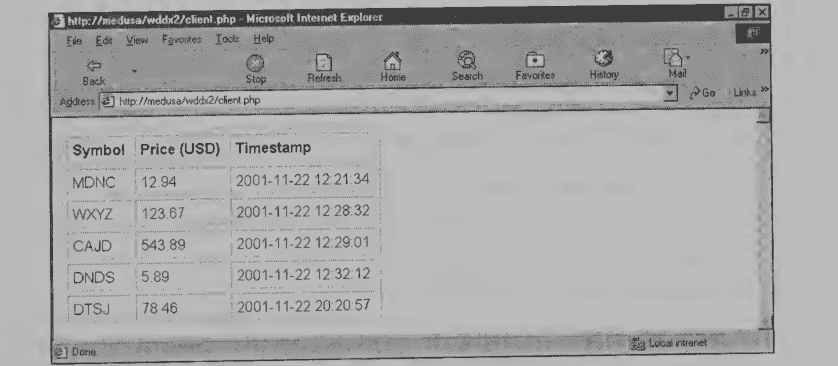 http://medusa/wddx2/client.php - Microsoft Internet Explorer
File Edit View Favorites Tools Help
Back Stop Refresh Home Search Favorites History Mail
Address http://medusa/wddx2/client.php Go Links »
Symbol Price (USD) Timestamp
MDNC 12.94 2001-11-22 12:21:34
WXYZ 123.67 2001-11-22 12:28:32
CAJD 543.89 2001-11-22 12:29:01
DNDS 5.89 2001-11-22 12:32:12
DTSJ 78.46 2001-11-22 20:20:57
Done Local intranet